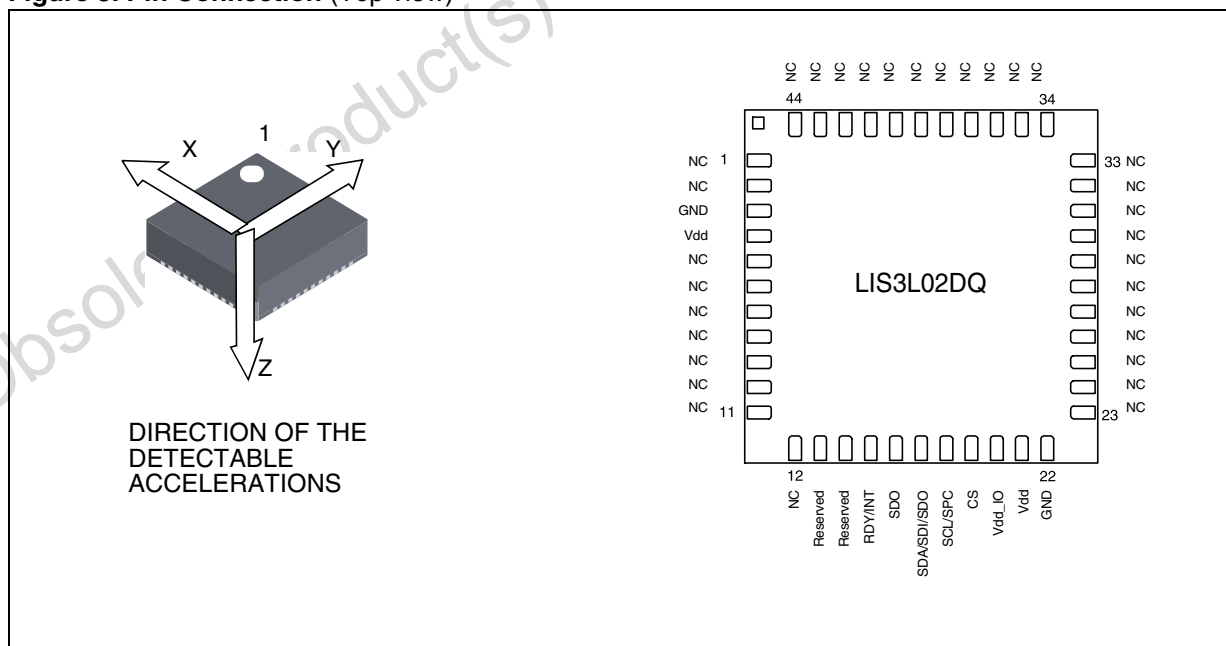 Figure 3. Pin Connection (Top view)
Obsolete Product(s)
X
1
Y
Z
DIRECTION OF THE
DETECTABLE
ACCELERATIONS
NC NC NC NC NC NC NC NC NC NC NC
44 34
NC 1
NC
GND
Vdd
NC
NC
NC
NC
NC
NC
NC 11
LIS3L02DQ
33 NC
NC
NC
NC
NC
NC
NC
NC
NC
NC
23 NC
12 22
NC
Reserved
Reserved
RDY/INT
SDO
SDA/SDI/SDO
SCL/SPC
CS
Vdd_IO
Vdd
GND